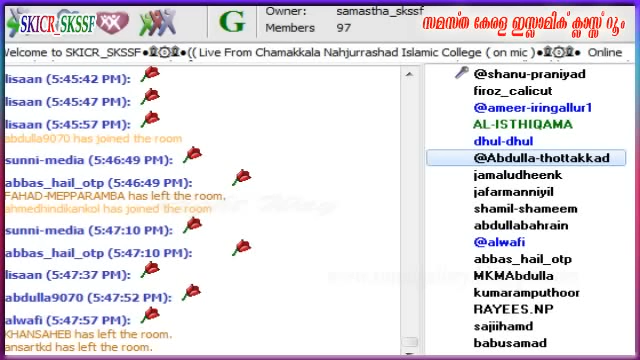 SKICR_SKSSF
G
Owner: samastha_skssf
Members 97
സമസ്ത കേരള ഇസ്ലാമിക് ക്ലാസ്സ് റൂം
Welcome to SKICR_SKSSF●۩۞۩●(( Live From Chamakkala Nahjurrashad Islamic College ( on mic )●۩۞۩● Online
lisaan (5:45:42 PM):
lisaan (5:45:47 PM):
lisaan (5:45:57 PM):
abdulla9070 has joined the room
sunni-media (5:46:49 PM):
abbas_hail_otp (5:46:49 PM):
FAHAD-MEPPARAMBA has left the room.
ahmedhindikankol has joined the room
sunni-media (5:47:10 PM):
abbas_hail_otp (5:47:10 PM):
lisaan (5:47:37 PM):
abdulla9070 (5:47:52 PM):
alwafi (5:47:57 PM):
KHANSAHEB has left the room.
ansartkd has left the room.
@shanu-praniyad
firoz_calicut
@ameer-iringallur1
AL-ISTHIQAMA
dhul-dhul
@Abdulla-thottakkad
jamaludheenk
jafarmanniyil
shamil-shameem
abdullabahrain
@alwafi
abbas_hail_otp
MKMAbdulla
kumaramputhoor
RAYEES.NP
sajiihamd
babusamad